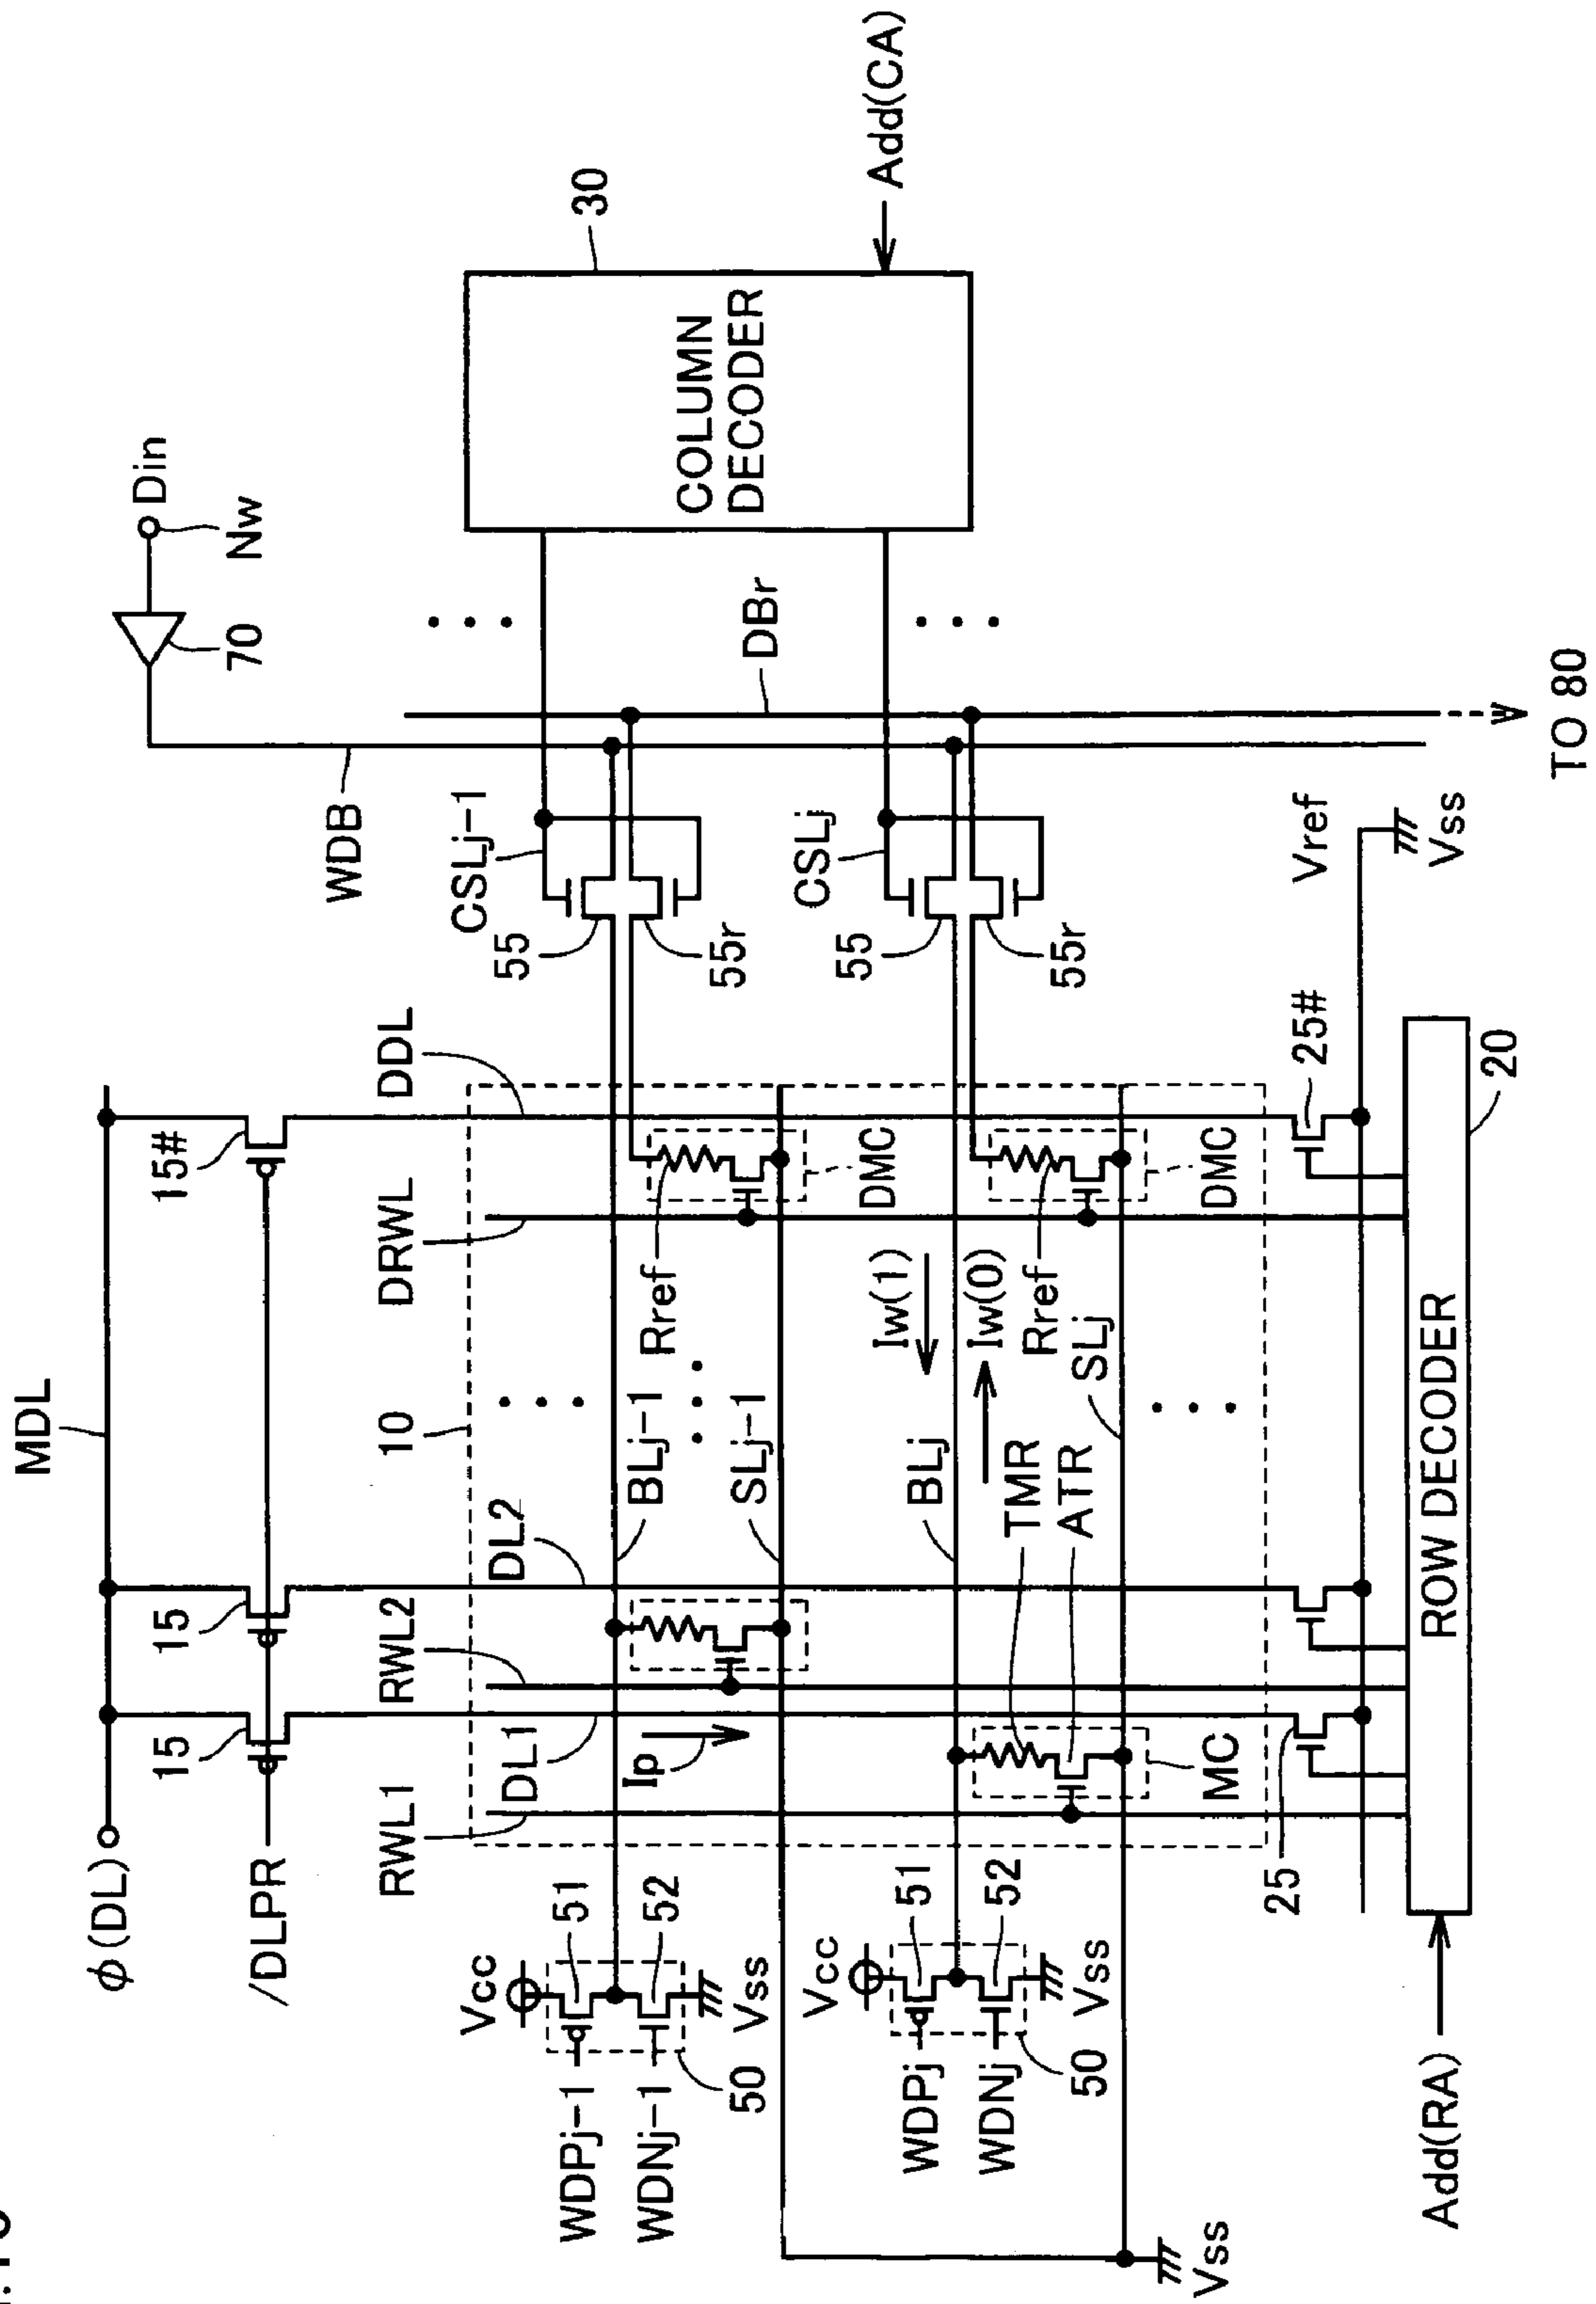 MDL
φ(DL)
/DLPR
15
15
15#
WDB
70
Nw
Din
RWL1
RWL2
10
DRWL
DDL
DL1
DL2
Ip
Vcc
51
52
Vss
50
WDPj-1
WDNj-1
BLj-1
SLj-1
Rref
DMC
CSLj-1
55
55r
DBr
30
COLUMN
DECODER
Add(CA)
Vcc
51
52
Vss
50
WDPj
WDNj
BLj
Iw(1)
Iw(0)
TMR
ATR
SLj
Rref
DMC
MC
CSLj
55
55r
25
25#
Vref
Vss
TO 80
Vss
Add(RA)
ROW DECODER
20